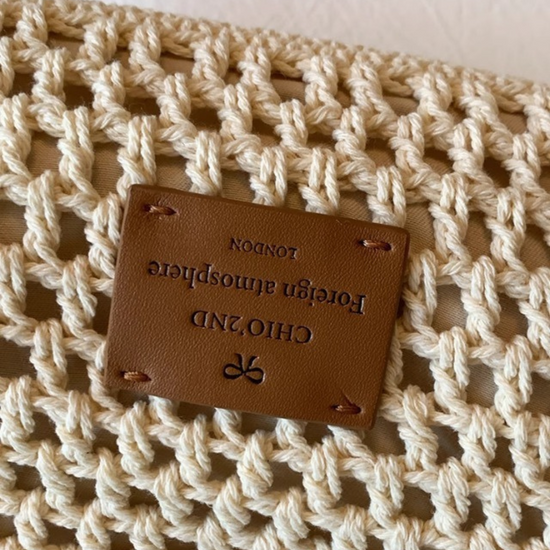 CHIO'2ND
Foreign atmosphere
LONDON